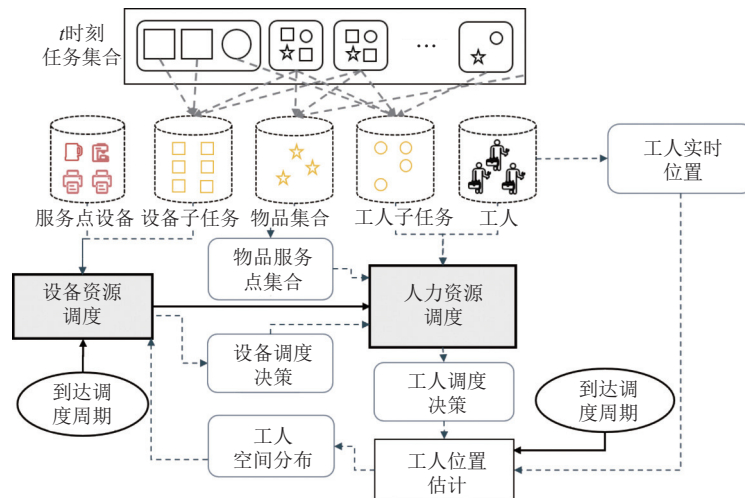 t时刻
任务集合
…
服务点设备
设备子任务
物品集合
工人子任务
工人
工人实时
位置
物品服务
点集合
设备资源
调度
人力资源
调度
设备调度
决策
工人调度
决策
到达调
度周期
到达调
度周期
工人
空间分布
工人位置
估计